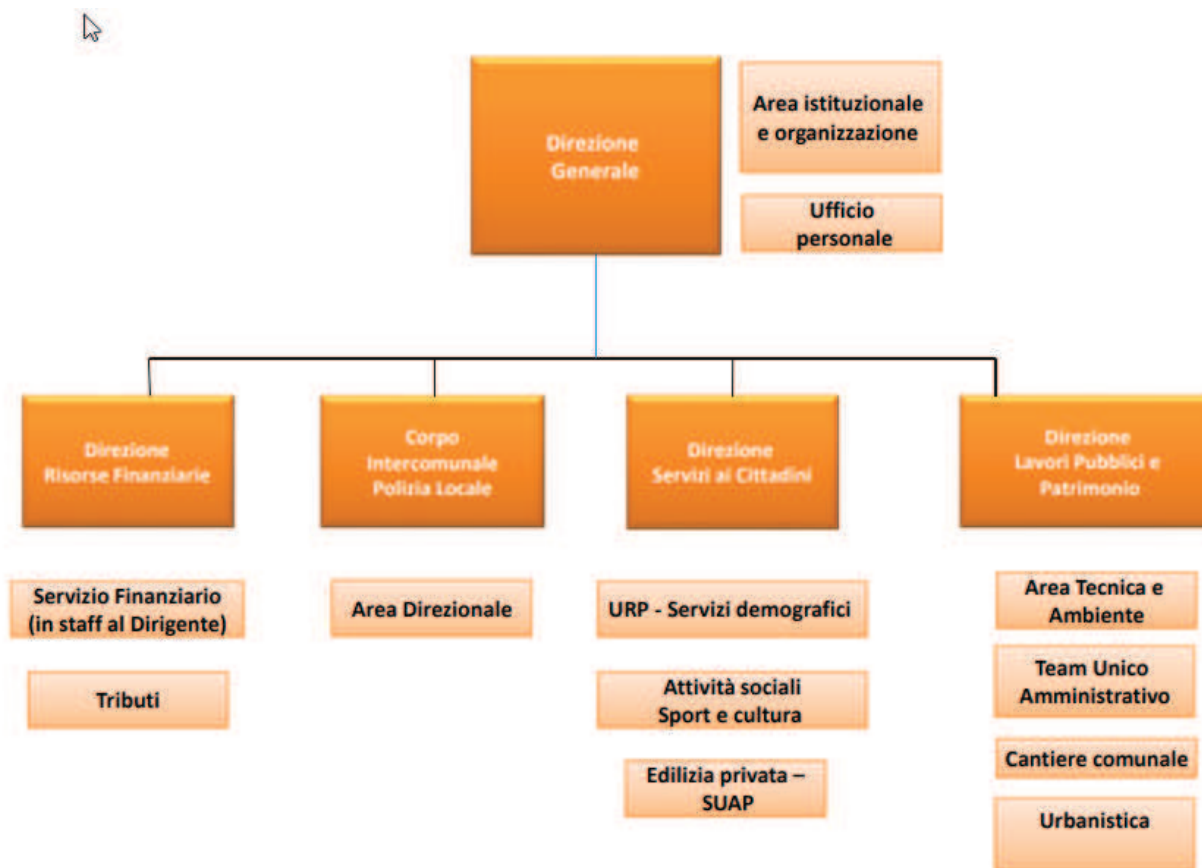 Direzione
Generale
Area istituzionale
e organizzazione
Ufficio
personale
Direzione
Risorse Finanziarie
Corpo
Intercomunale
Polizia Locale
Direzione
Servizi ai Cittadini
Direzione
Lavori Pubblici e
Patrimonio
Servizio Finanziario
(in staff al Dirigente)
Tributi
Area Direzionale
URP - Servizi demografici
Attività sociali
Sport e cultura
Edilizia privata –
SUAP
Area Tecnica e
Ambiente
Team Unico
Amministrativo
Cantiere comunale
Urbanistica